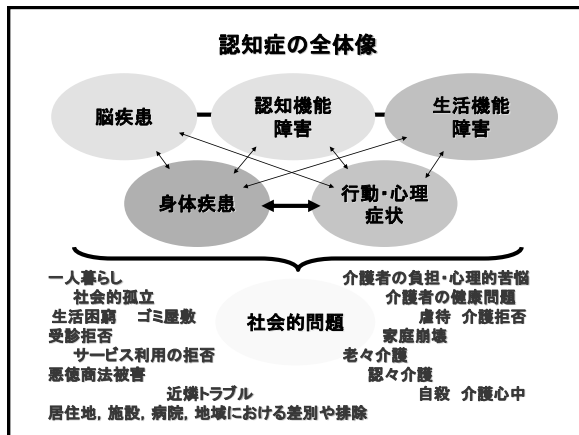 認知症の全体像
脳疾患
認知機能
障害
生活機能
障害
身体疾患
行動・心理
症状
一人暮らし
社会的孤立
生活困窮　ゴミ屋敷
受診拒否
サービス利用の拒否
悪徳商法被害
近燐トラブル
居住地，施設，病院，地域における差別や排除
社会的問題
介護者の負担・心理的苦悩
介護者の健康問題
虐待　介護拒否
家庭崩壊
老々介護
認々介護
自殺　介護心中